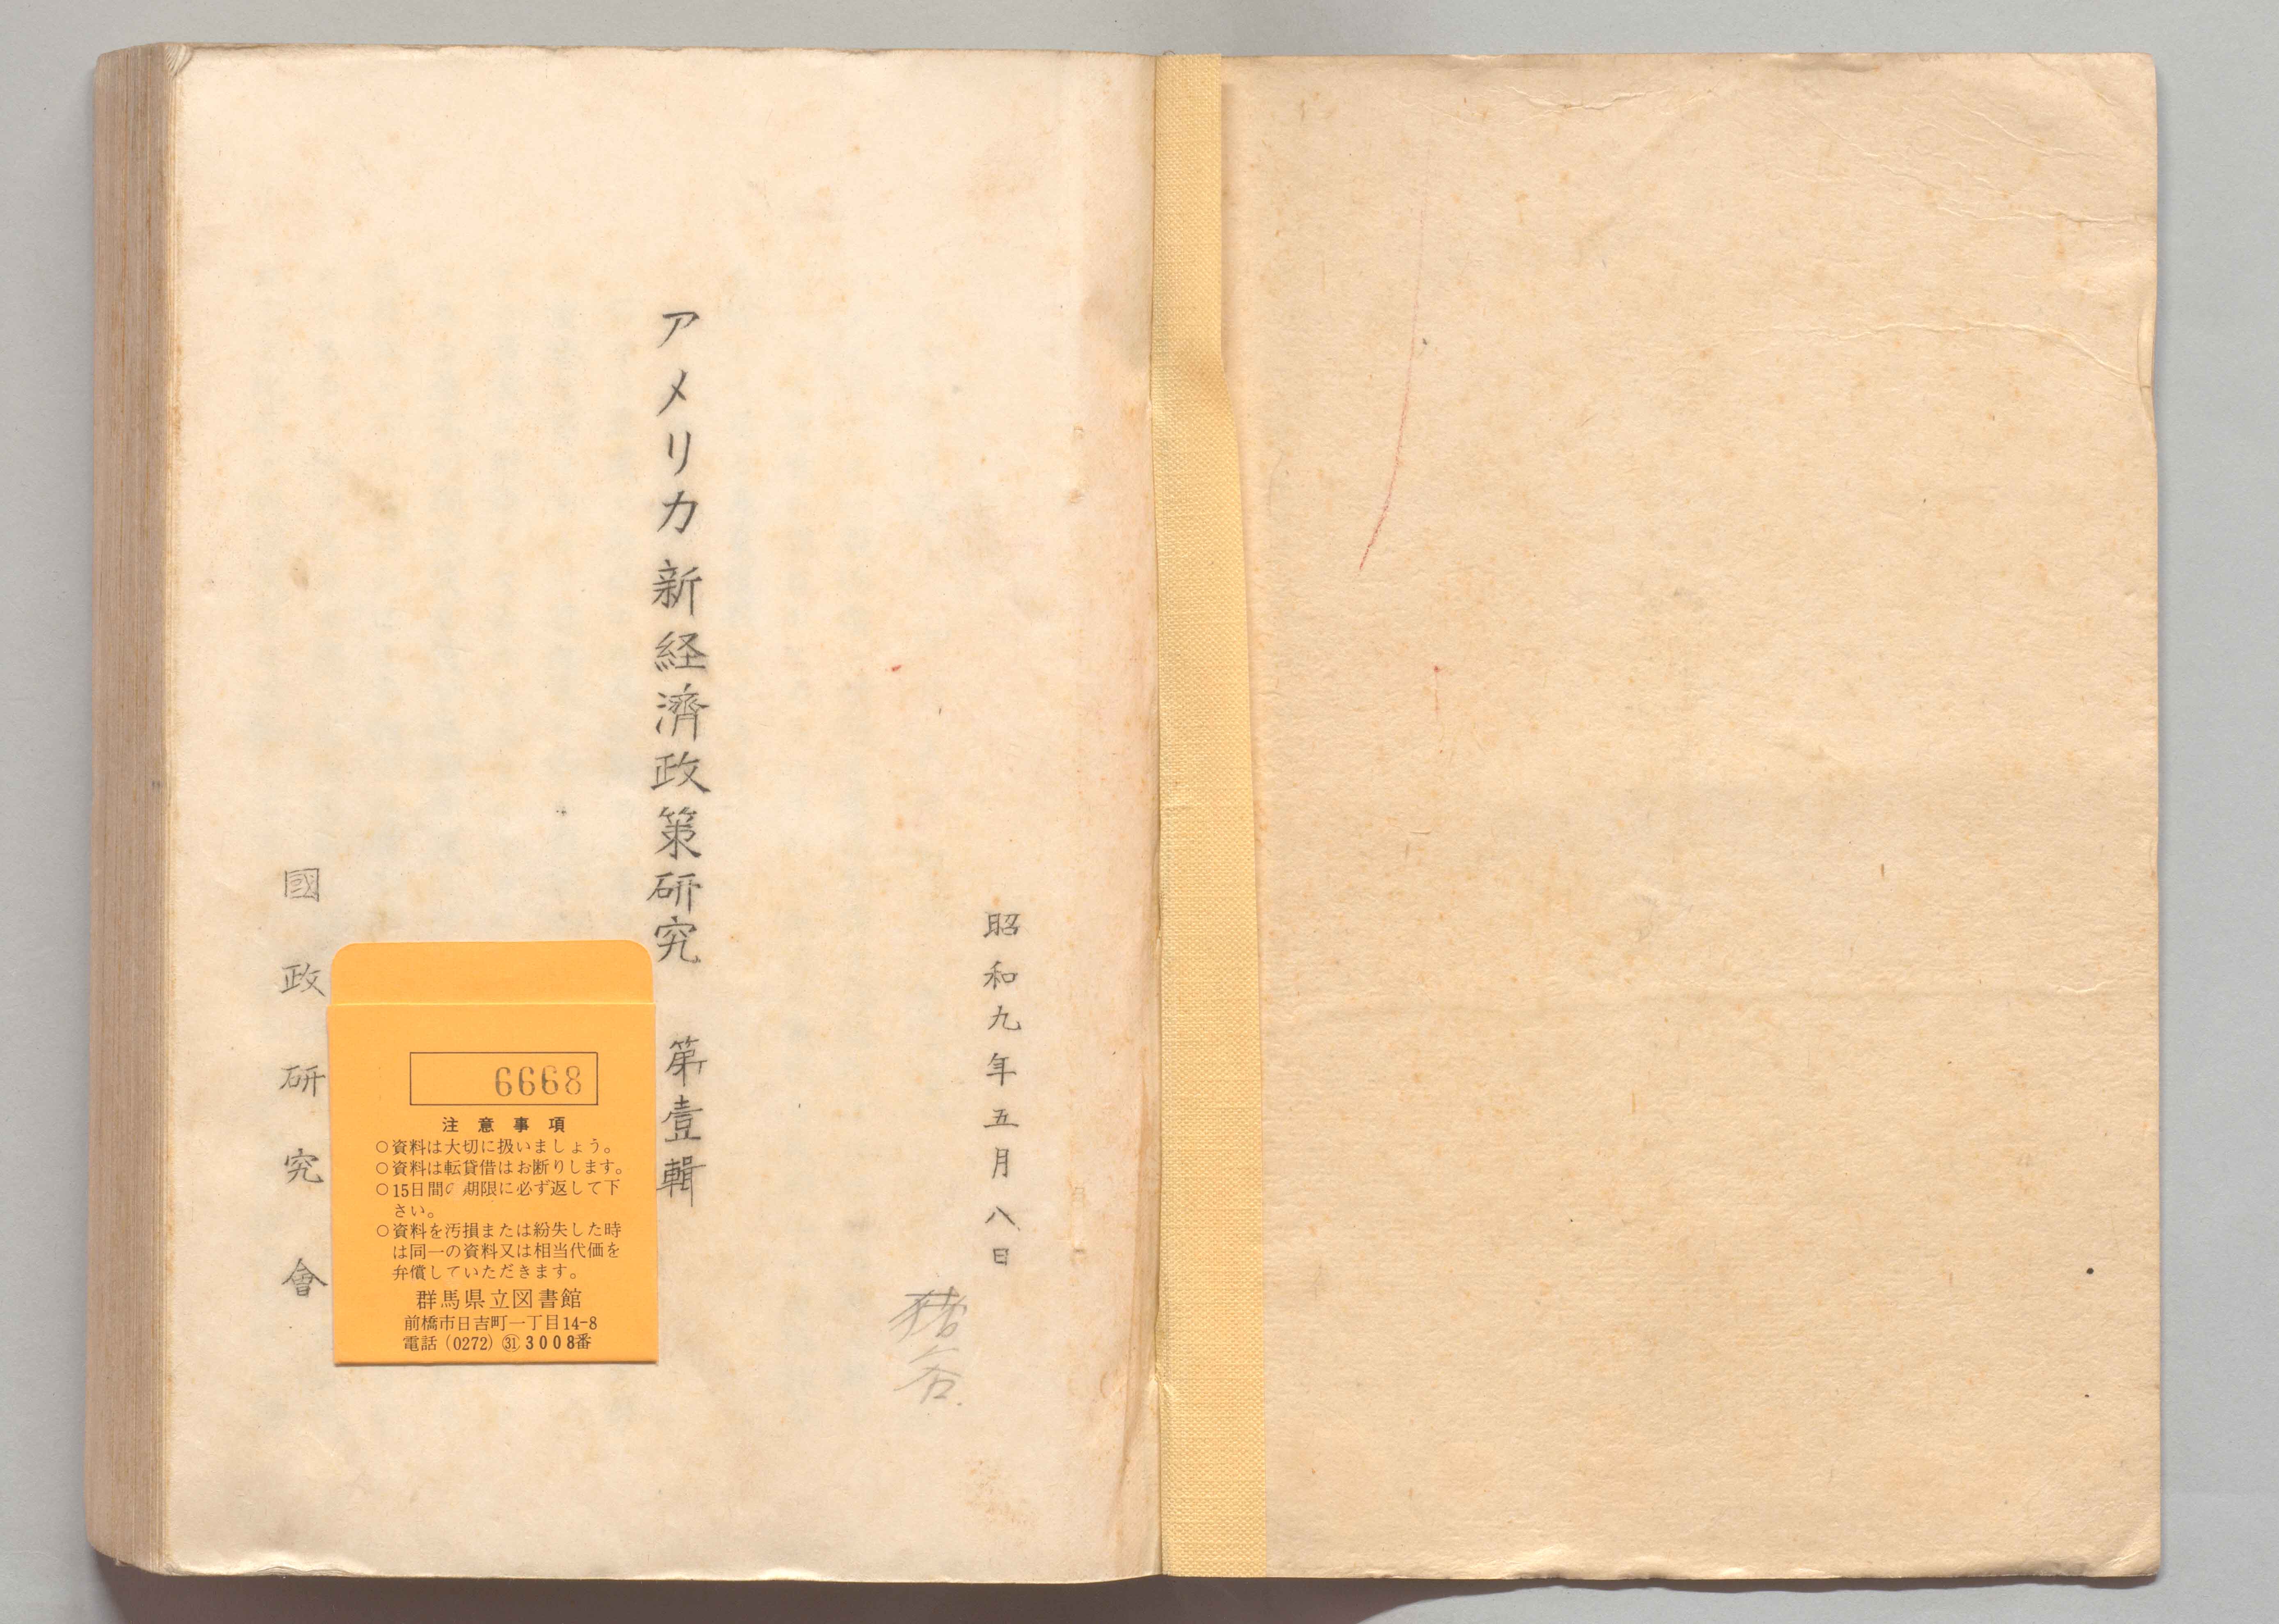 昭和九年五月八日
猪谷
アメリカ新経済政策研究 第壹輯
國政研究會
6668
注意事項
○資料は大切に扱いましょう。
○資料は転貸借はお断りします。
○15日間の期限に必ず返して下
さい。
○資料を汚損または紛失した時
は同一の資料又は相当代価を
弁償していただきます。
群馬県立図書館
前橋市日吉町一丁目14-8
電話(0272)㉛3008番